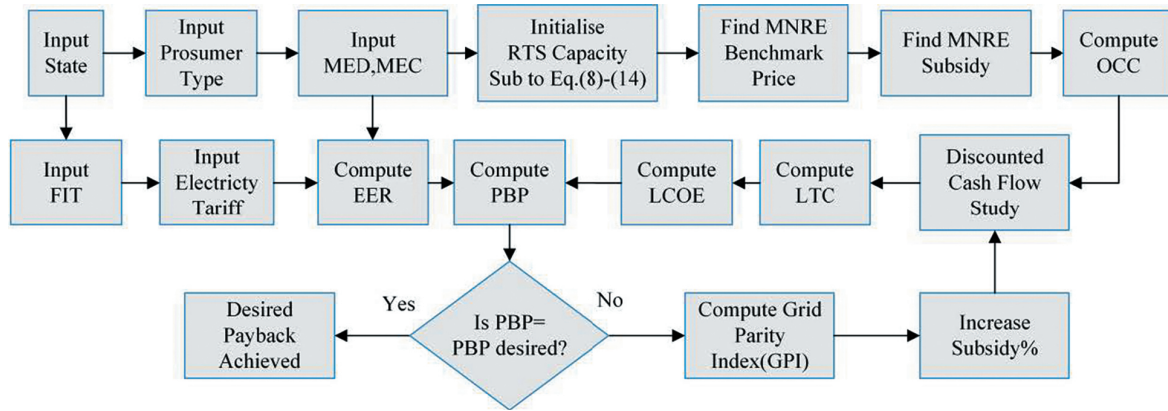 Input
State
Input
Prosumer
Type
Input
MED,MEC
Initialise
RTS Capacity
Sub to Eq.(8)-(14)
Find MNRE
Benchmark
Price
Find MNRE
Subsidy
Compute
OCC
Input
FIT
Input
Electricty
Tariff
Compute
EER
Compute
PBP
Compute
LCOE
Compute
LTC
Discounted
Cash Flow
Study
Desired
Payback
Achieved
Yes
Is PBP=
PBP desired?
No
Compute Grid
Parity
Index(GPI)
Increase
Subsidy%